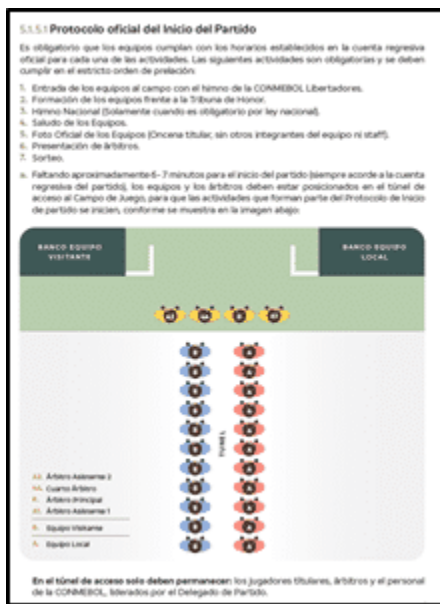 5.1.5.1 Protocolo oficial del Inicio del Partido
Es obligatorio que los equipos cumplan con los horarios establecidos en la cuenta regresiva
oficial para cada una de las actividades. Las siguientes actividades son obligatorias y se deben
cumplir en el estricto orden de prelación:
1. Entrada de los equipos al campo con el himno de la CONMEBOL Libertadores.
2. Formación de los equipos frente a la Tribuna de Honor.
3. Himno Nacional (Solamente cuando es obligatorio por ley nacional).
4. Saludo de los Equipos.
5. Foto Oficial de los Equipos (Oncena titular, sin otros integrantes del equipo ni staff).
6. Presentación de árbitros.
7. Sorteo.
a. Faltando aproximadamente 6- 7 minutos para el inicio del partido (siempre acorde a la cuenta
regresiva del partido), los equipos y los árbitros deben estar posicionados en el túnel de
acceso al Campo de Juego, para que las actividades que forman parte del Protocolo de Inicio
de partido se inicien, conforme se muestra en la imagen abajo:
BANCO EQUIPO
VISITANTE
BANCO EQUIPO
LOCAL
A2 4A R A1
TUNEL
A2. Árbitro Asistente 2
4A. Cuarto Árbitro
R. Árbitro Principal
A1. Árbitro Asistente 1
B. Equipo Visitante
A. Equipo Local
En el túnel de acceso solo deben permanecer: los jugadores titulares, árbitros y el personal
de la CONMEBOL, liderados por el Delegado de Partido.